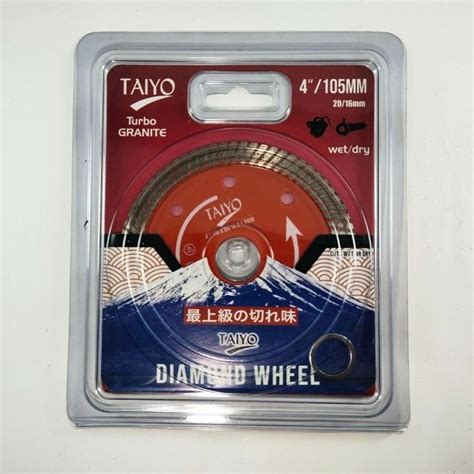 TAIYO
Turbo
GRANITE
4"/105MM
20/16mm
wet/dry
TAIYO
最上級の切れ味
TAIYO
DIAMOND WHEEL